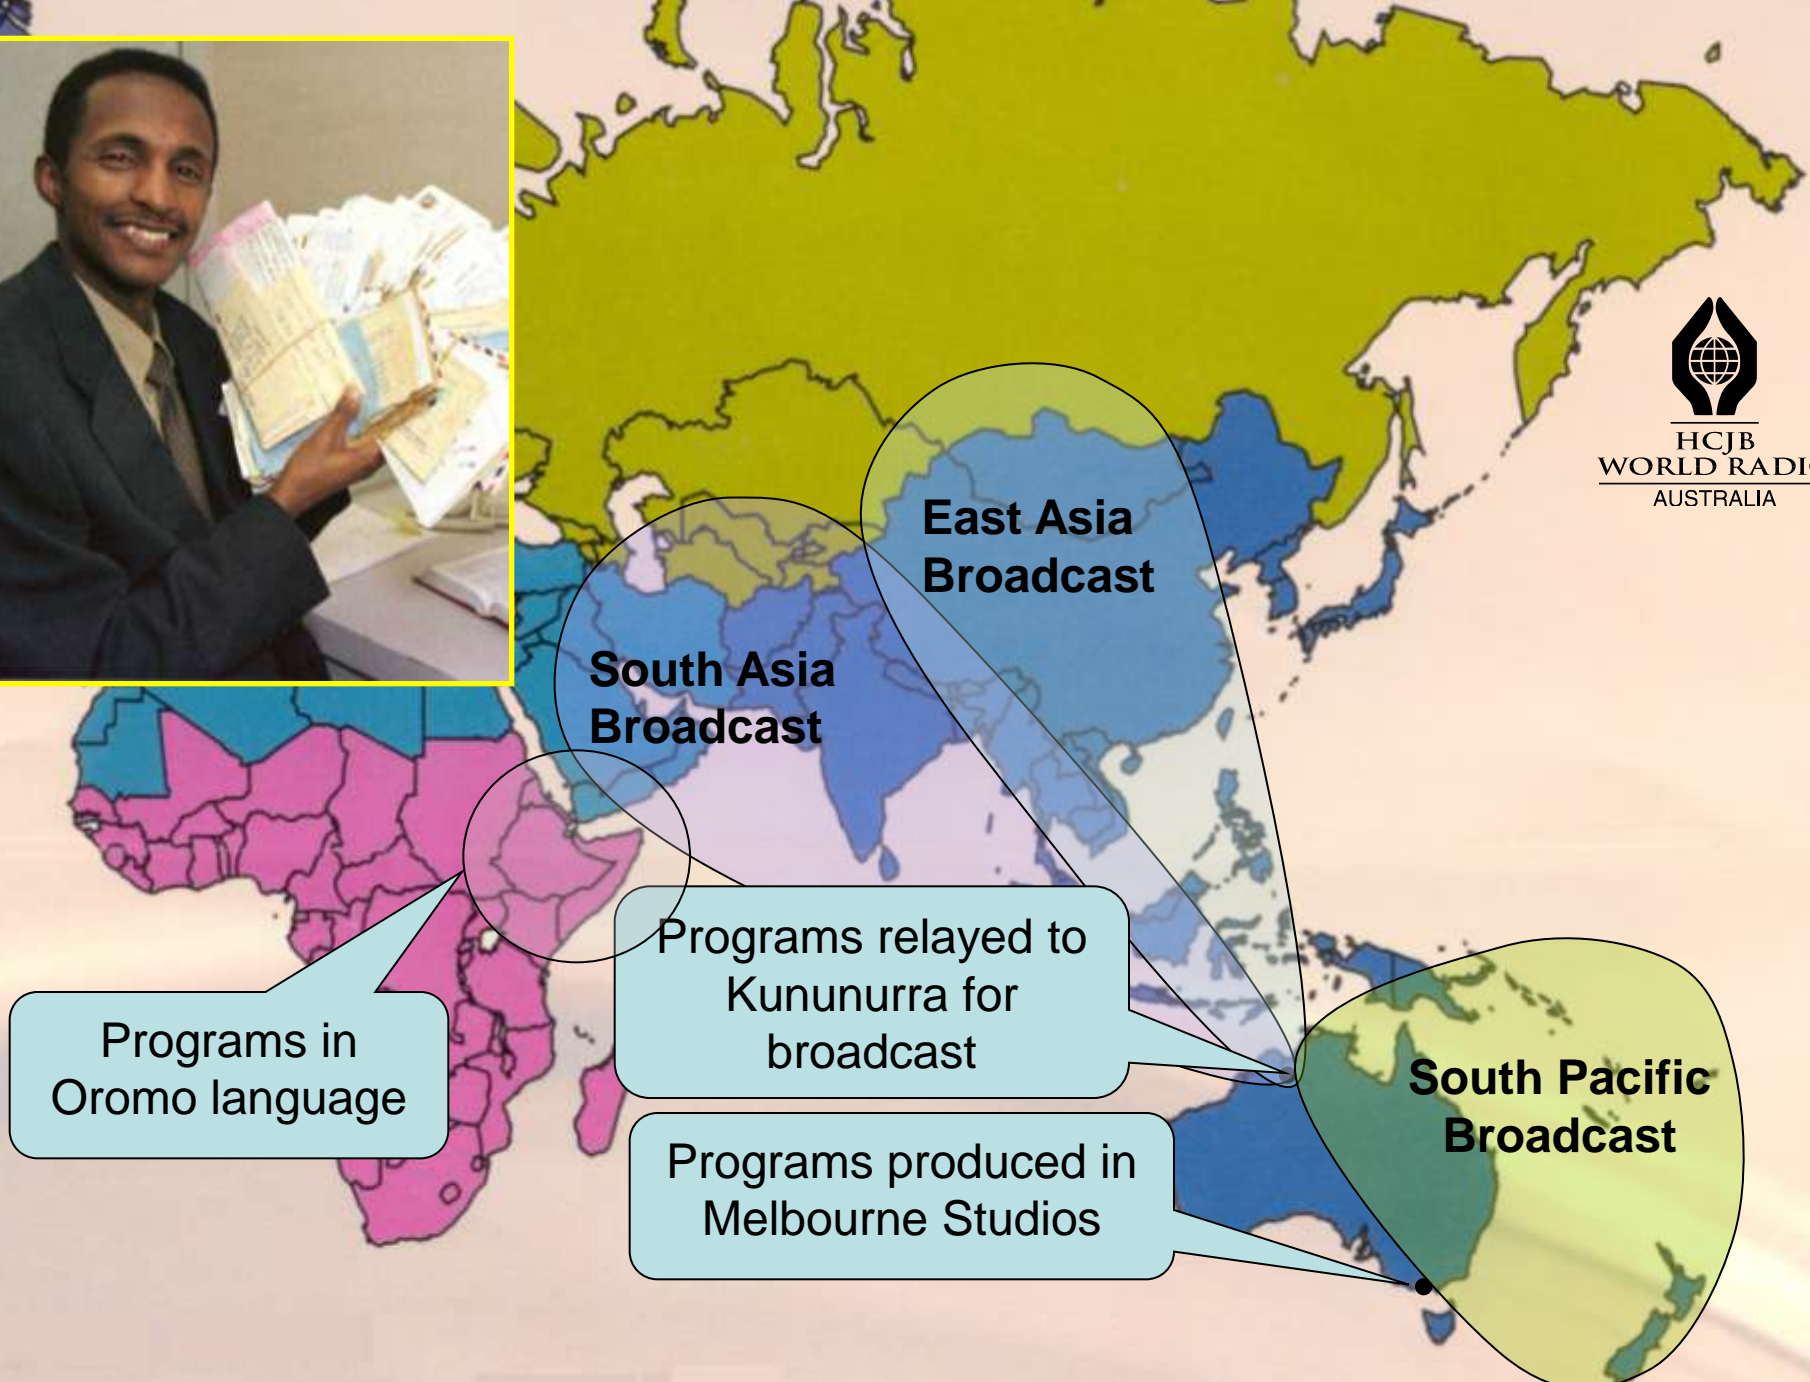 HCJB
WORLD RADIO
AUSTRALIA
East Asia
Broadcast
South Asia
Broadcast
Programs relayed to
Kununurra for
broadcast
Programs in
Oromo language
South Pacific
Broadcast
Programs produced in
Melbourne Studios